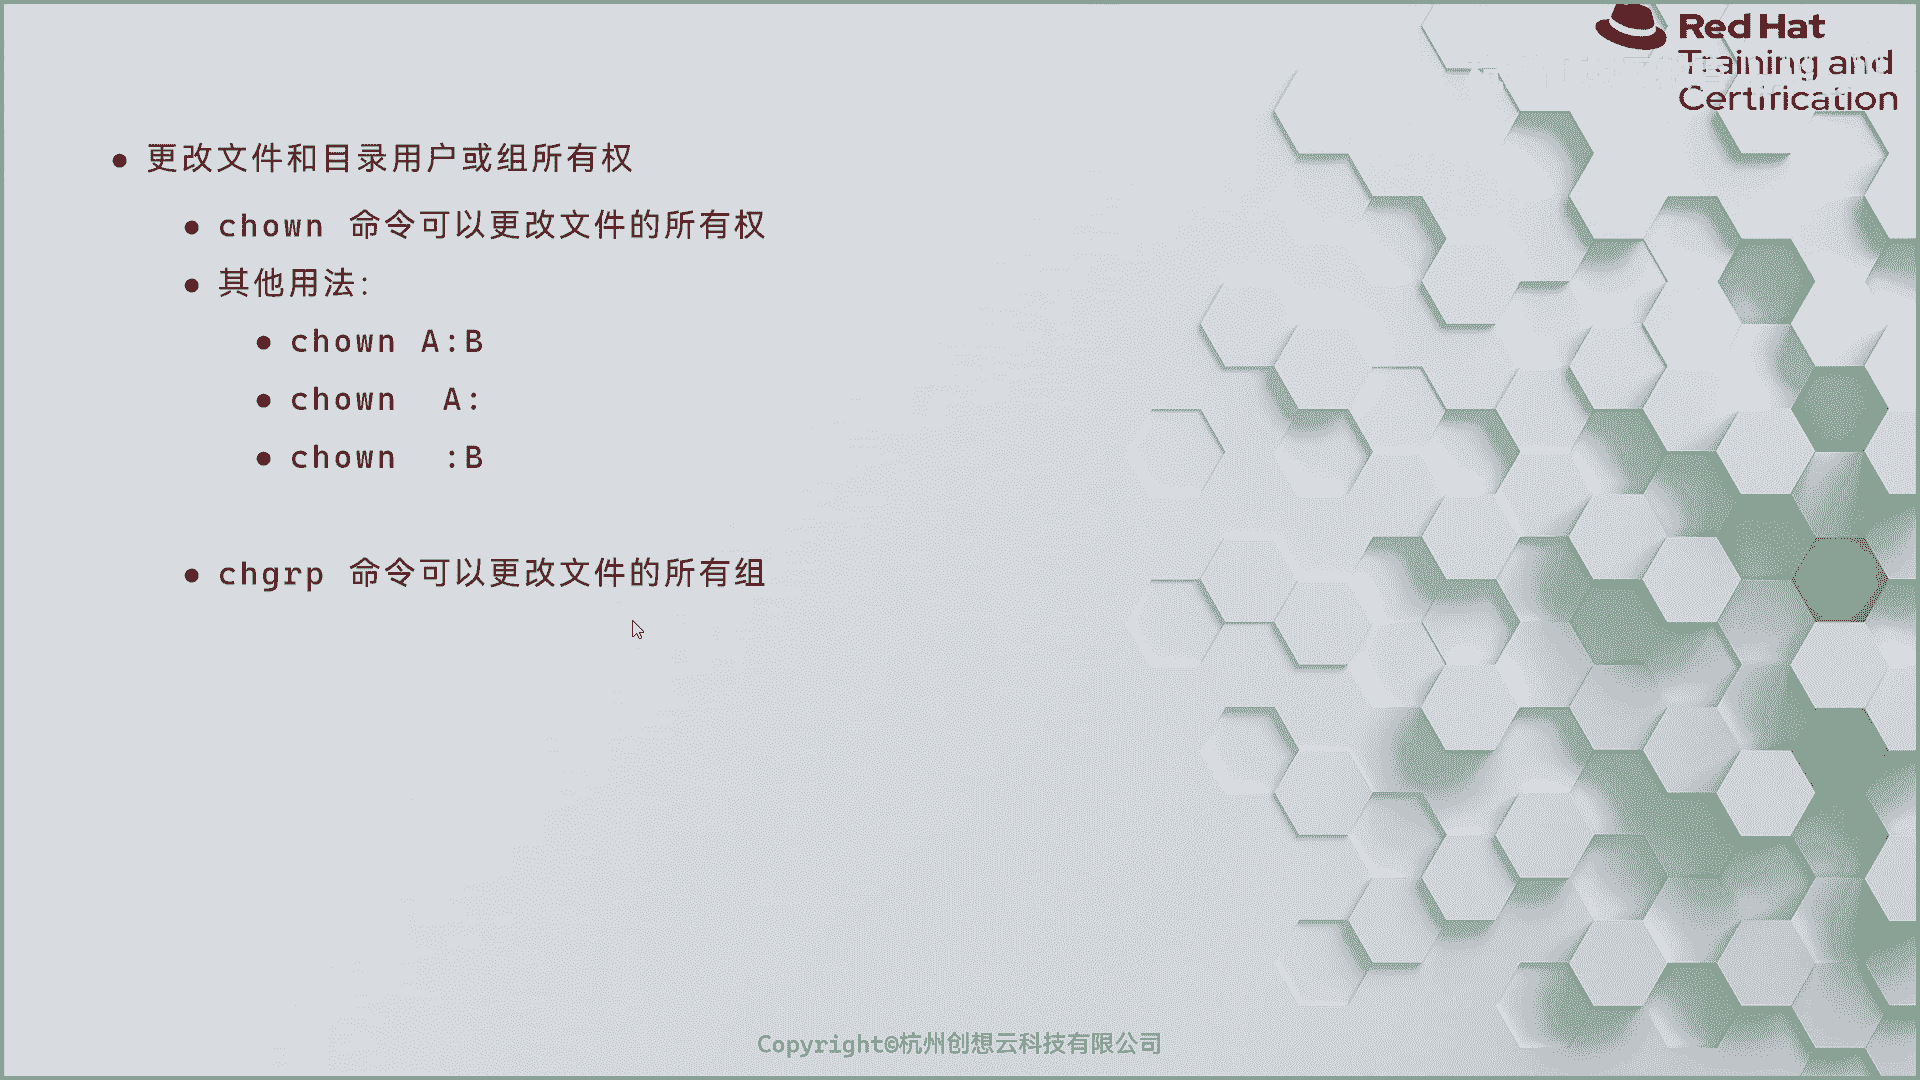 Red Hat
Training and
Certification
• 更改文件和目录用户或组所有权
• chown 命令可以更改文件的所有权
• 其他用法:
• chown A:B
• chown  A:
• chown  :B
• chgrp 命令可以更改文件的所有组
Copyright©杭州创想云科技有限公司